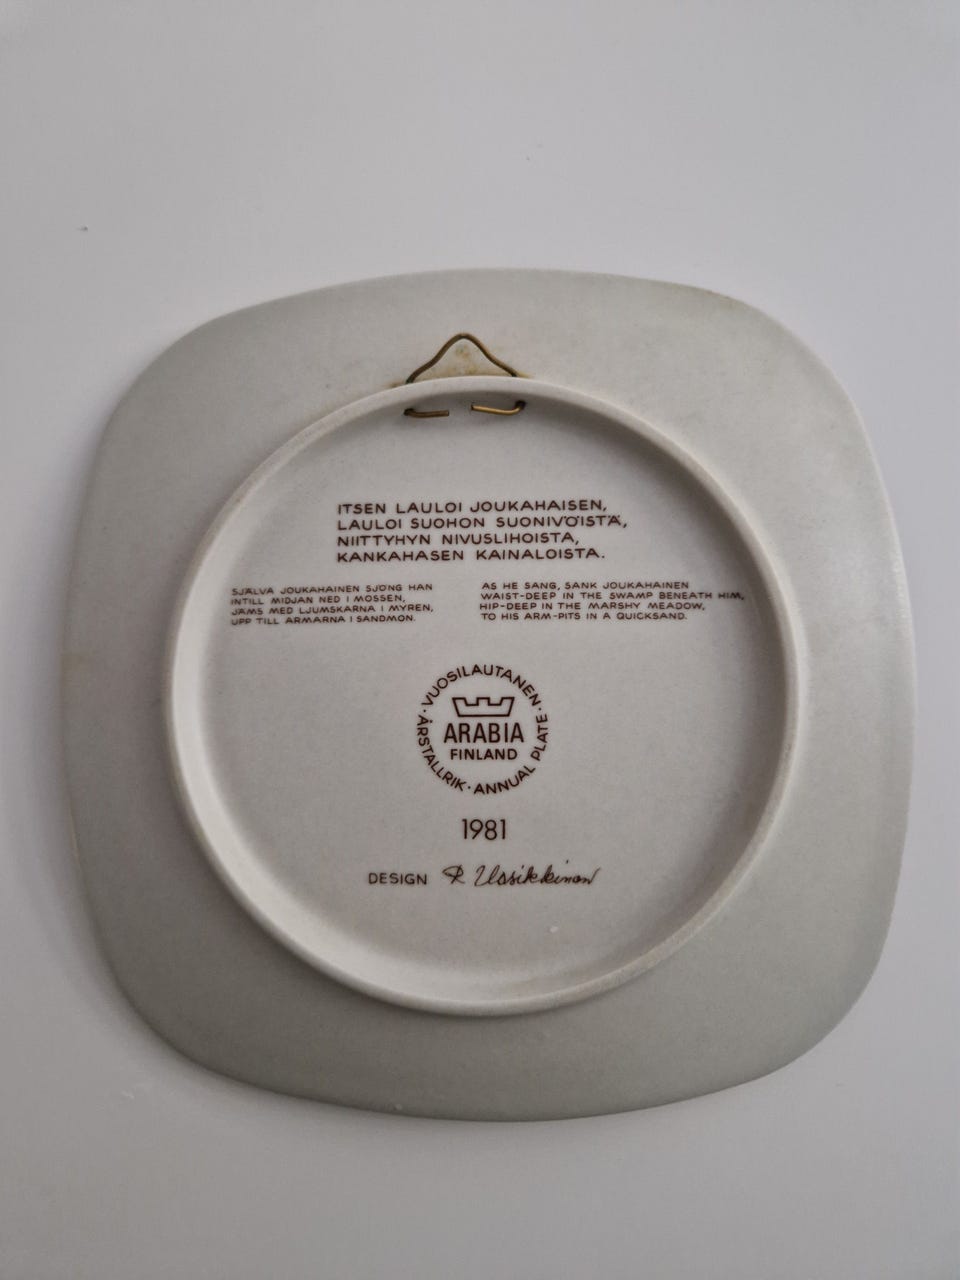 ITSEN LAULOI JOUKAHAISEN,
LAULOI SUOHON SUONIVÖISTÄ,
NIITTYHYN NIVUSLIHOISTA,
KANKAHASEN KAINALOISTA.
SJÄLVA JOUKAHAINEN SJÖNG HAN
INTILL MIDJAN NED I MOSSEN,
JÄMS MED LJUMSKARNA I MYREN,
UPP TILL ARMARNA I SANDMON.
AS HE SANG, SANK JOUKAHAINEN
WAIST-DEEP IN THE SWAMP BENEATH HIM,
HIP-DEEP IN THE MARSHY MEADOW,
TO HIS ARM-PITS IN A QUICKSAND.
· VUOSILAUTANEN ·
ARABIA
FINLAND
ÅRSTALLRIK · ANNUAL PLATE
1981
DESIGN R Uosikkinen